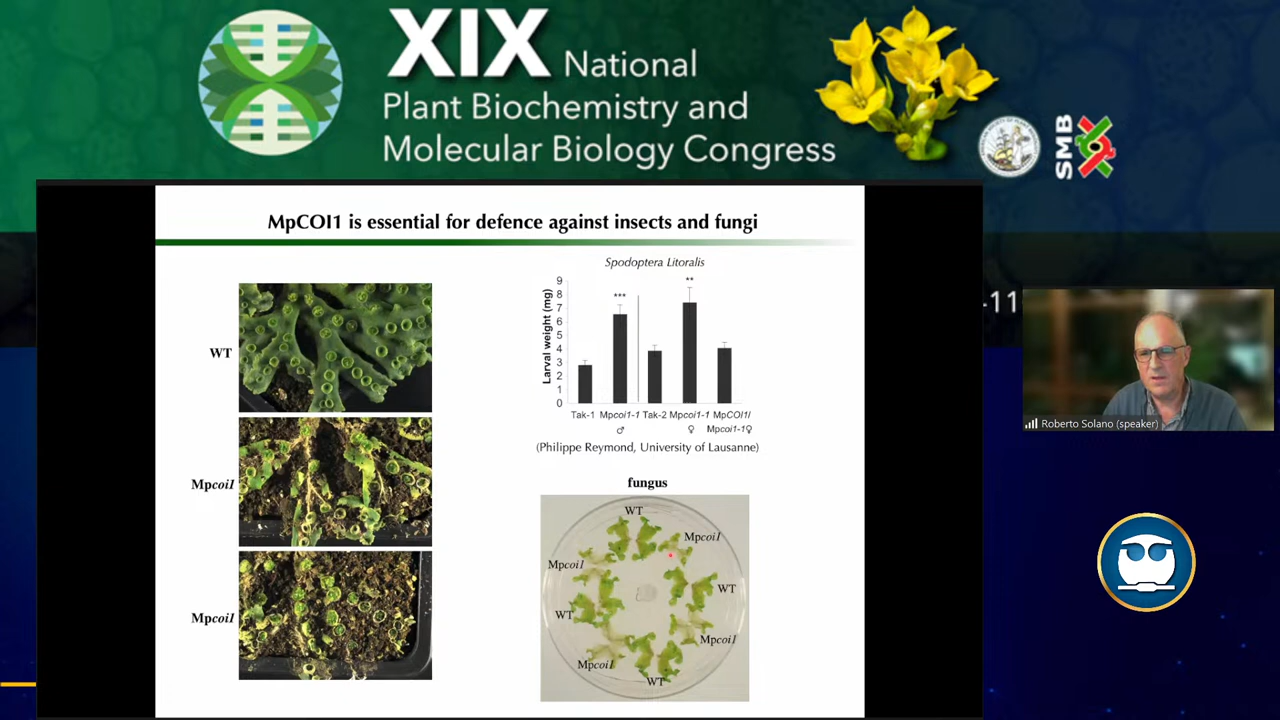 XIX National
Plant Biochemistry and
Molecular Biology Congress
SMB
MpCOI1 is essential for defence against insects and fungi
WT
Mpcoi1
Mpcoi1
Spodoptera Litoralis
Larval weight (mg)
9
8
7
6
5
4
3
2
1
0
***
**
Tak-1 Mpcoi1-1 Tak-2 Mpcoi1-1 MpCOI1/
♂ ♀ Mpcoi1-1♀
(Philippe Reymond, University of Lausanne)
fungus
WT
Mpcoi1
Mpcoi1
WT
WT
Mpcoi1
Mpcoi1
WT
-11
Roberto Solano (speaker)